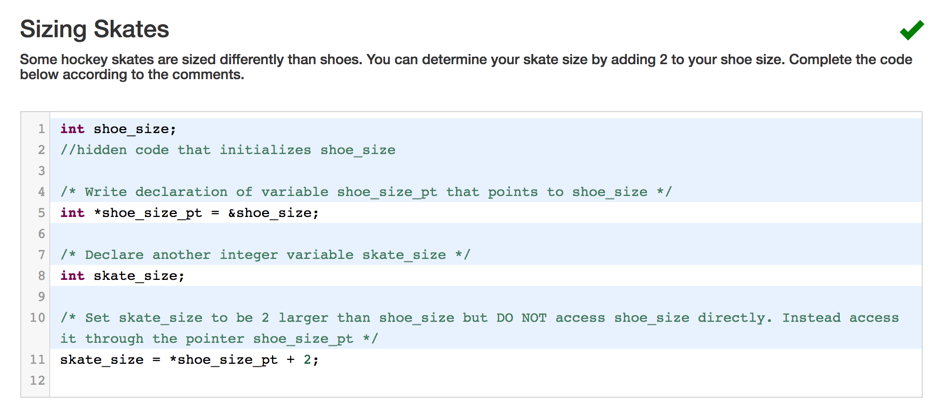 Sizing Skates
Some hockey skates are sized differently than shoes. You can determine your skate size by adding 2 to your shoe size. Complete the code
below according to the comments.
1 int shoe_size;
2 //hidden code that initializes shoe_size
3
4 /* Write declaration of variable shoe_size_pt that points to shoe_size */
5 int *shoe_size_pt = &shoe_size;
6
7 /* Declare another integer variable skate_size */
8 int skate_size;
9
10 /* Set skate_size to be 2 larger than shoe_size but DO NOT access shoe_size directly. Instead access
it through the pointer shoe_size_pt */
11 skate_size = *shoe_size_pt + 2;
12